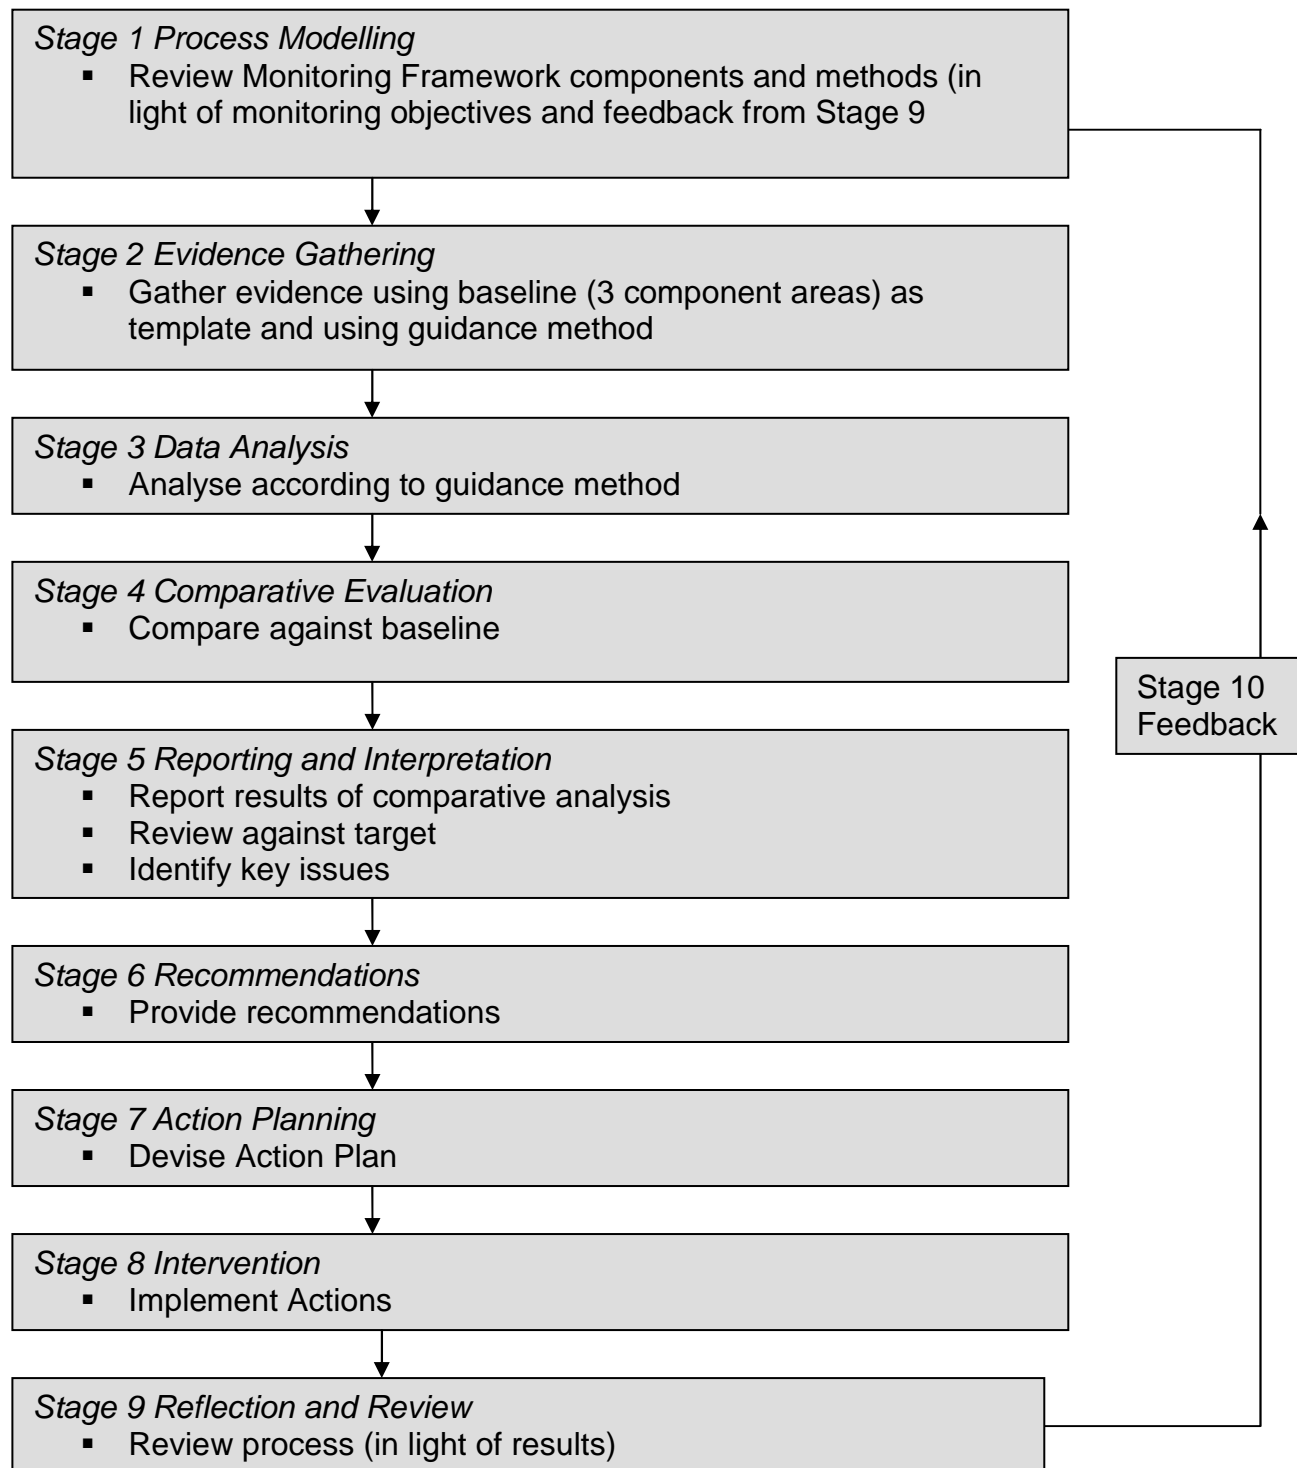 Stage 1 Process Modelling
▪ Review Monitoring Framework components and methods (in
light of monitoring objectives and feedback from Stage 9
Stage 2 Evidence Gathering
▪ Gather evidence using baseline (3 component areas) as
template and using guidance method
Stage 3 Data Analysis
▪ Analyse according to guidance method
Stage 4 Comparative Evaluation
▪ Compare against baseline
Stage 5 Reporting and Interpretation
▪ Report results of comparative analysis
▪ Review against target
▪ Identify key issues
Stage 6 Recommendations
▪ Provide recommendations
Stage 7 Action Planning
▪ Devise Action Plan
Stage 8 Intervention
▪ Implement Actions
Stage 9 Reflection and Review
▪ Review process (in light of results)
Stage 10
Feedback